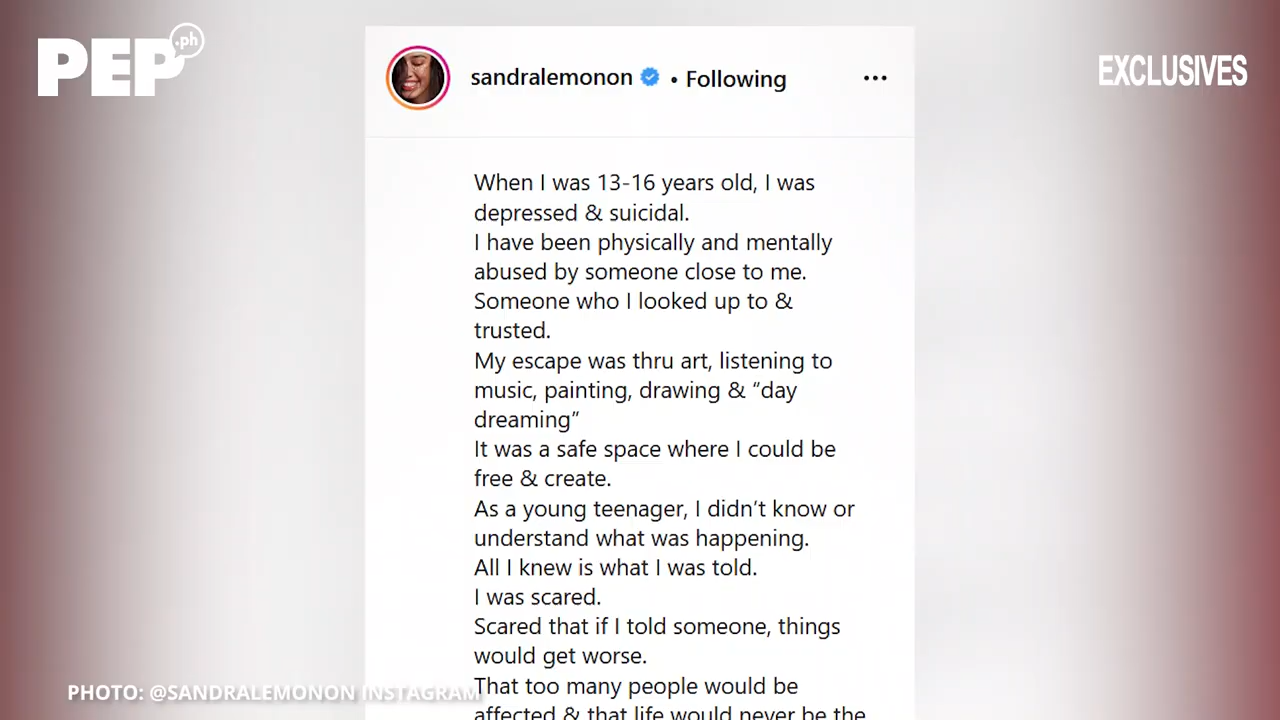 PEP.ph
EXCLUSIVES
sandralemonon • Following
When I was 13-16 years old, I was
depressed & suicidal.
I have been physically and mentally
abused by someone close to me.
Someone who I looked up to &
trusted.
My escape was thru art, listening to
music, painting, drawing & “day
dreaming”
It was a safe space where I could be
free & create.
As a young teenager, I didn’t know or
understand what was happening.
All I knew is what I was told.
I was scared.
Scared that if I told someone, things
would get worse.
That too many people would be
affected & that life would never be the
PHOTO: @SANDRALEMONON INSTAGRAM